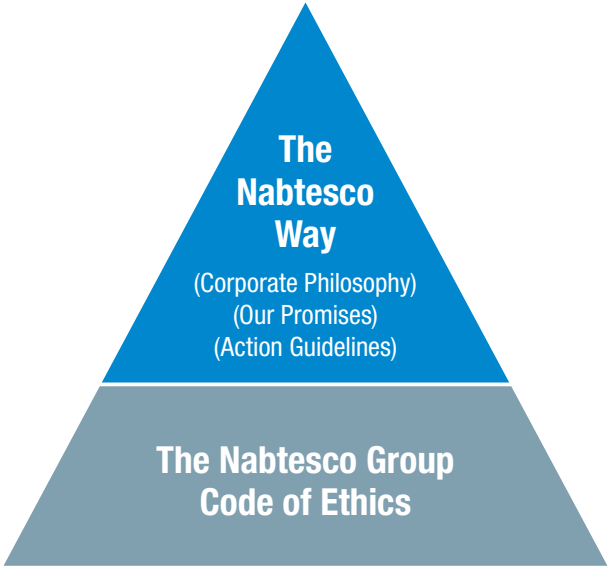 The
Nabtesco
Way
(Corporate Philosophy)
(Our Promises)
(Action Guidelines)
The Nabtesco Group
Code of Ethics